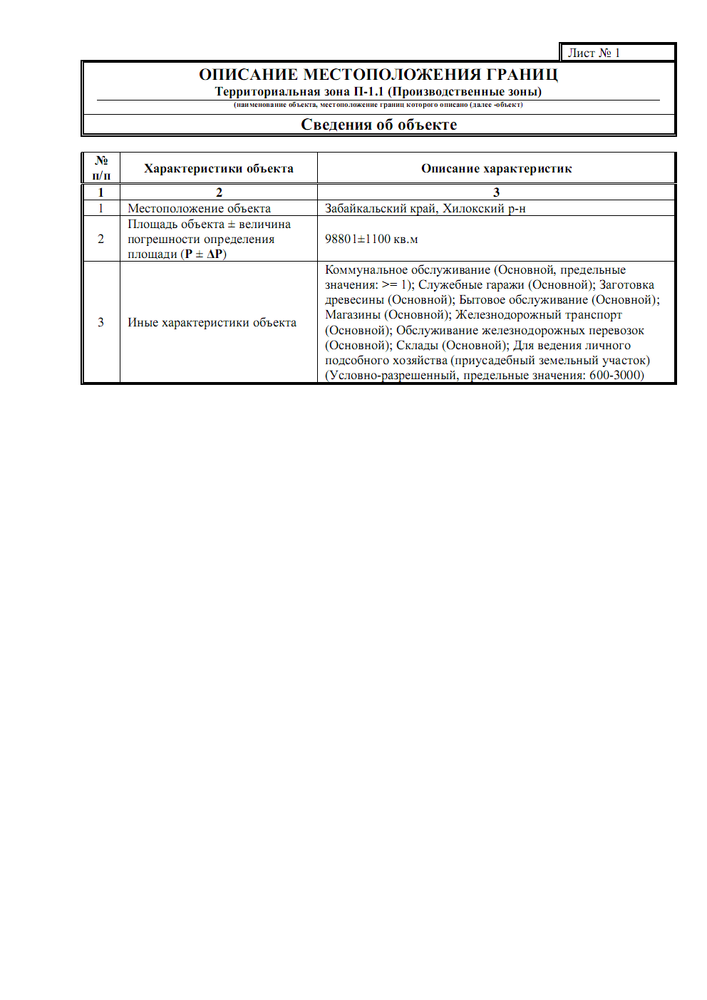 Лист № 1
ОПИСАНИЕ МЕСТОПОЛОЖЕНИЯ ГРАНИЦ
Территориальная зона П-1.1 (Производственные зоны)
(наименование объекта, местоположение границ которого описано (далее -объект)
Сведения об объекте
№ п/п
Характеристики объекта
Описание характеристик
1
2
3
1
Местоположение объекта
Забайкальский край, Хилокский р-н
2
Площадь объекта ± величина
погрешности определения
площади (P ± ΔP)
98801±1100 кв.м
3
Иные характеристики объекта
Коммунальное обслуживание (Основной, предельные
значения: >= 1); Служебные гаражи (Основной); Заготовка
древесины (Основной); Бытовое обслуживание (Основной);
Магазины (Основной); Железнодорожный транспорт
(Основной); Обслуживание железнодорожных перевозок
(Основной); Склады (Основной); Для ведения личного
подсобного хозяйства (приусадебный земельный участок)
(Условно-разрешенный, предельные значения: 600-3000)